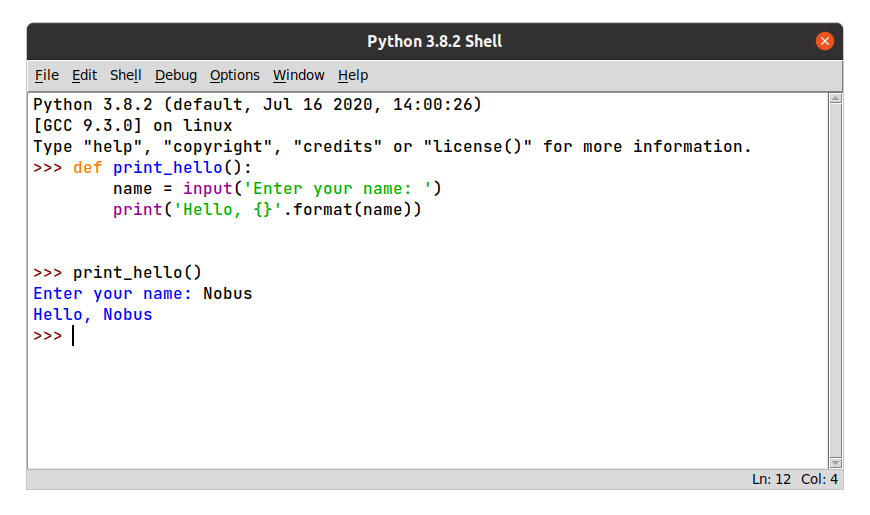 Python 3.8.2 Shell
File Edit Shell Debug Options Window Help
Python 3.8.2 (default, Jul 16 2020, 14:00:26)
[GCC 9.3.0] on linux
Type "help", "copyright", "credits" or "license()" for more information.
>>> def print_hello():
        name = input('Enter your name: ')
        print('Hello, {}'.format(name))

>>> print_hello()
Enter your name: Nobus
Hello, Nobus
>>>
Ln: 12 Col: 4